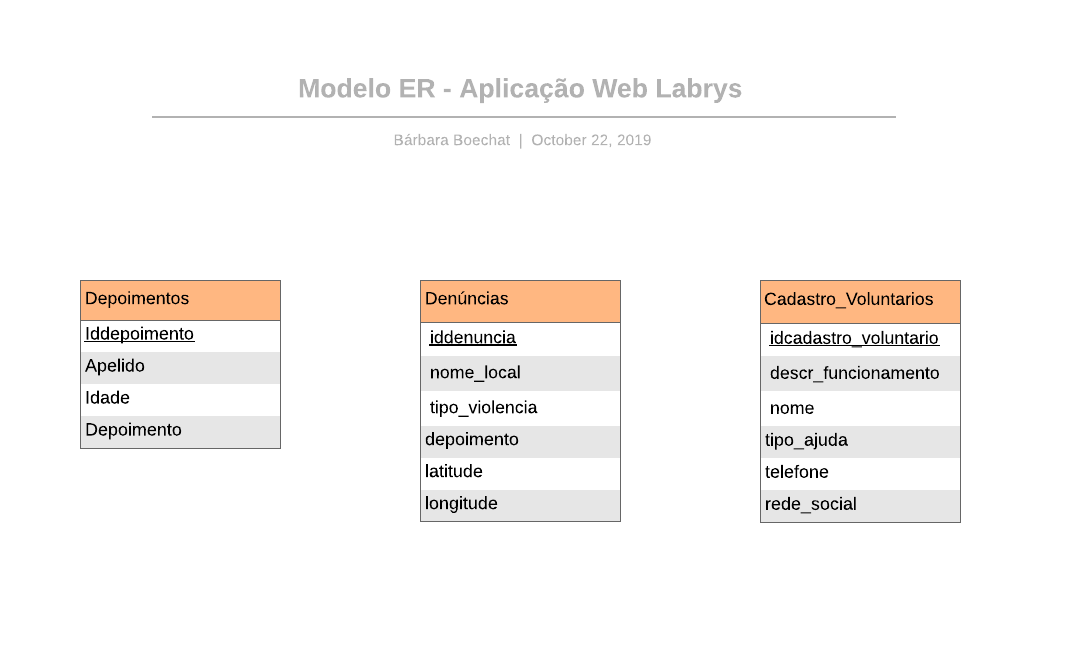 Modelo ER - Aplicação Web Labrys
Bárbara Boechat | October 22, 2019
Depoimentos
Iddepoimento
Apelido
Idade
Depoimento
Denúncias
iddenuncia
nome_local
tipo_violencia
depoimento
latitude
longitude
Cadastro_Voluntarios
idcadastro_voluntario
descr_funcionamento
nome
tipo_ajuda
telefone
rede_social